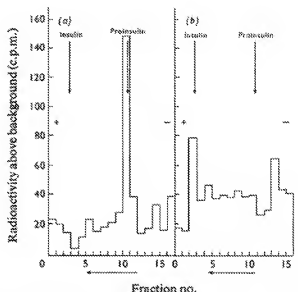 Radioactivity above background (c.p.m.)
160
140
120
100
80
60
40
20
0
(a)
Insulin
Proinsulin
+
−
5
10
15
(b)
Insulin
Proinsulin
+
−
0
5
10
15
Fraction no.